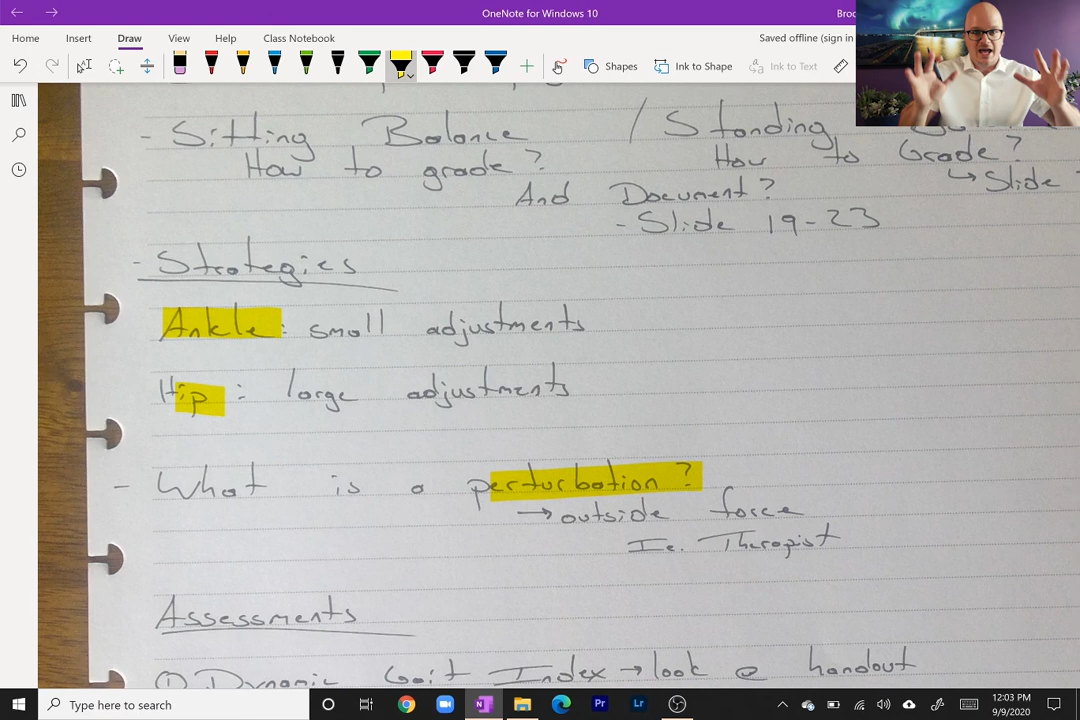 OneNote for Windows 10
Home Insert Draw View Help Class Notebook
Saved offline (sign in
Shapes Ink to Shape Ink to Text
- Sitting Balance / Standing
How to grade? How to Grade?
↳ Slide
And Document?
- Slide 19-23
- Strategies
Ankle: small adjustments
Hip: large adjustments
- What is a perturbation?
→ outside force
Ie. Therapist
Assessments
① Dynamic Gait Index → look @ handout
Type here to search
Pr Lr
12:03 PM
9/9/2020